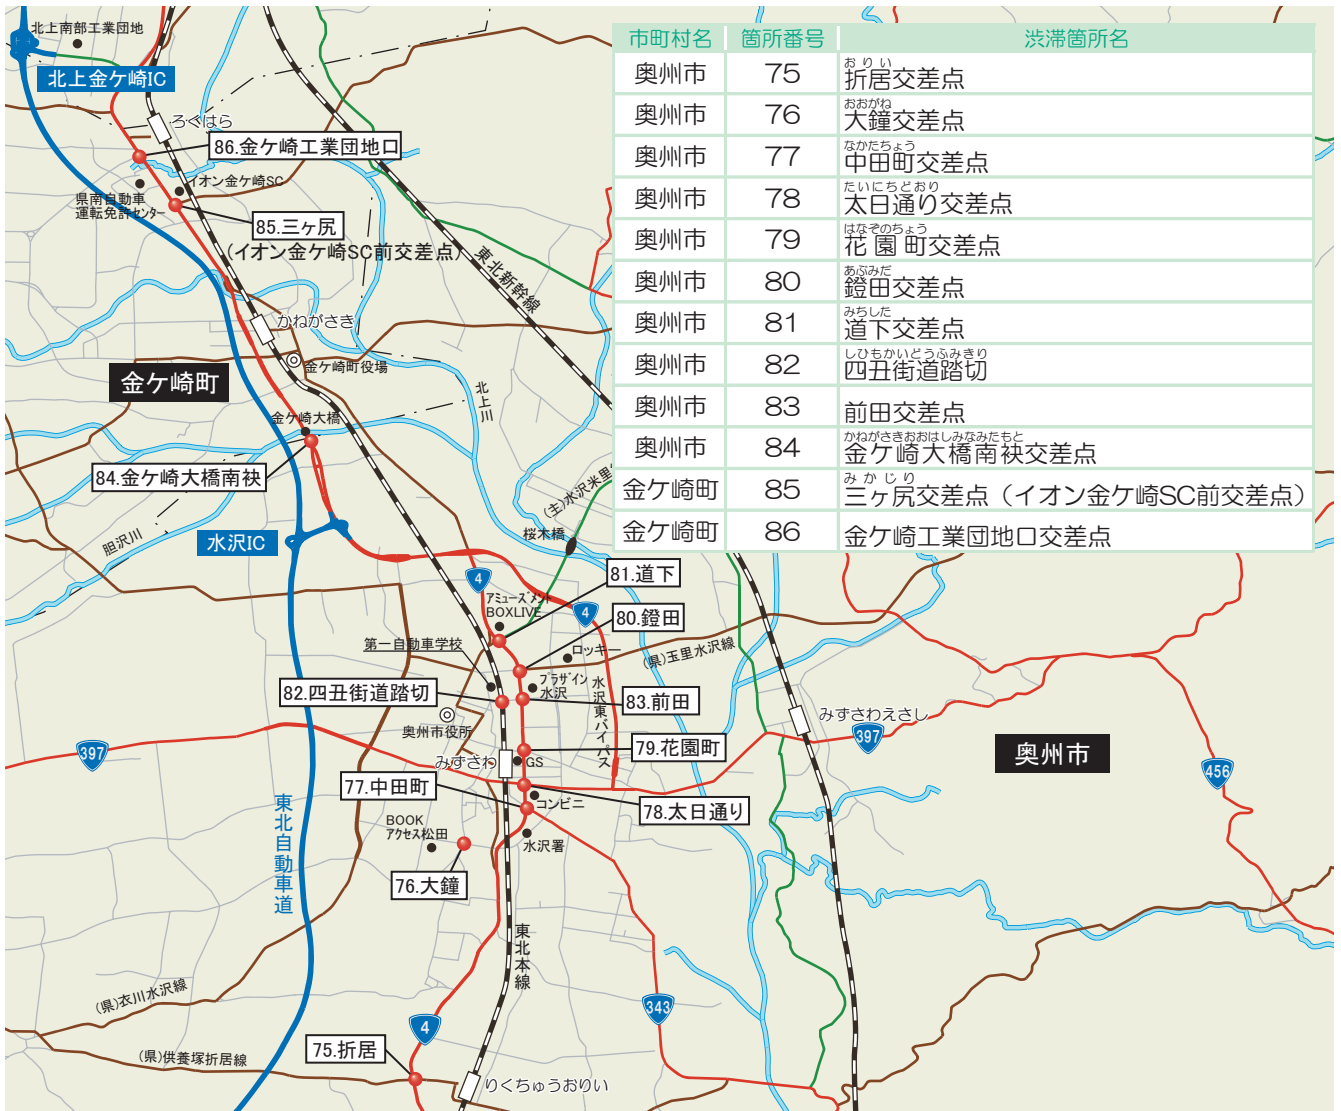 市町村名 箇所番号 渋滞箇所名
おりい
奥州市 75 折居交差点
おおがね
奥州市 76 大鐘交差点
なかたちょう
奥州市 77 中田町交差点
たいにちどおり
奥州市 78 太日通り交差点
はなぞのちょう
奥州市 79 花園町交差点
あぶみだ
奥州市 80 鐙田交差点
みちした
奥州市 81 道下交差点
しひもかいどうふみきり
奥州市 82 四丑街道踏切
奥州市 83 前田交差点
かねがさきおおはしみなみたもと
奥州市 84 金ケ崎大橋南袂交差点
みかじり
金ケ崎町 85 三ヶ尻交差点（イオン金ケ崎SC前交差点）
金ケ崎町 86 金ケ崎工業団地口交差点
北上南部工業団地
北上金ケ崎IC
ろくはら
86.金ケ崎工業団地口
イオン金ケ崎SC
県南自動車
運転免許センター
85.三ヶ尻
(イオン金ケ崎SC前交差点)
東北新幹線
かねがさき
金ケ崎町役場
金ケ崎町
北上川
金ケ崎大橋
84.金ケ崎大橋南袂
(主)水沢米里
胆沢川
水沢IC
桜木橋
81.道下
4
アミューズメント
BOXLIVE
4
80.鐙田
第一自動車学校
ロッキー
(県)玉里水沢線
82.四丑街道踏切
プラザイン
水沢
水沢東バイパス
83.前田
奥州市役所
みずさわえさし
397
397
79.花園町
みずさわ
GS
奥州市
456
77.中田町
コンビニ
78.太日通り
東北自動車道
BOOK
アクセス松田
水沢署
76.大鐘
東北本線
(県)衣川水沢線
343
4
75.折居
(県)供養塚折居線
りくちゅうおりい